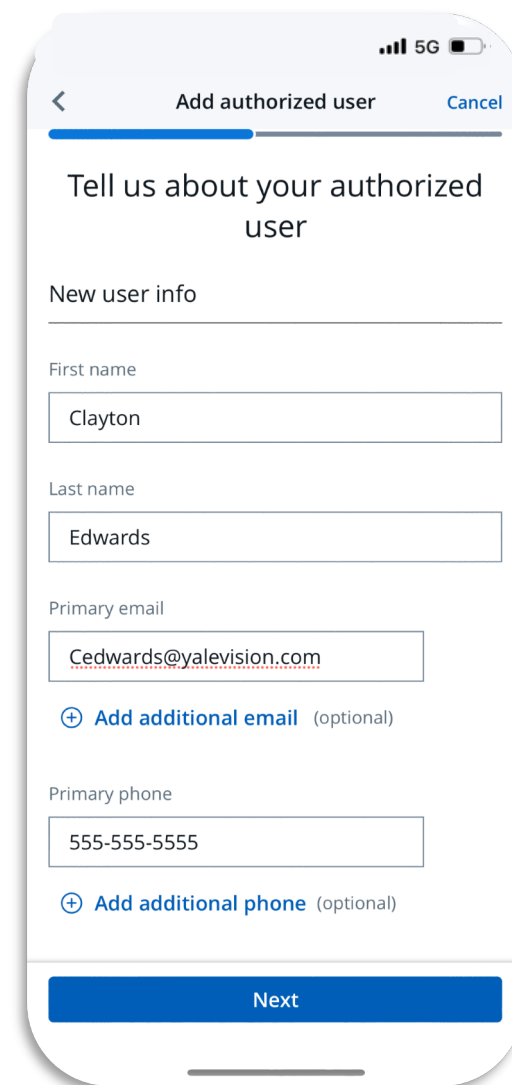 5G
Add authorized user Cancel
Tell us about your authorized
user
New user info
First name
Clayton
Last name
Edwards
Primary email
Cedwards@yalevision.com
Add additional email (optional)
Primary phone
555-555-5555
Add additional phone (optional)
Next